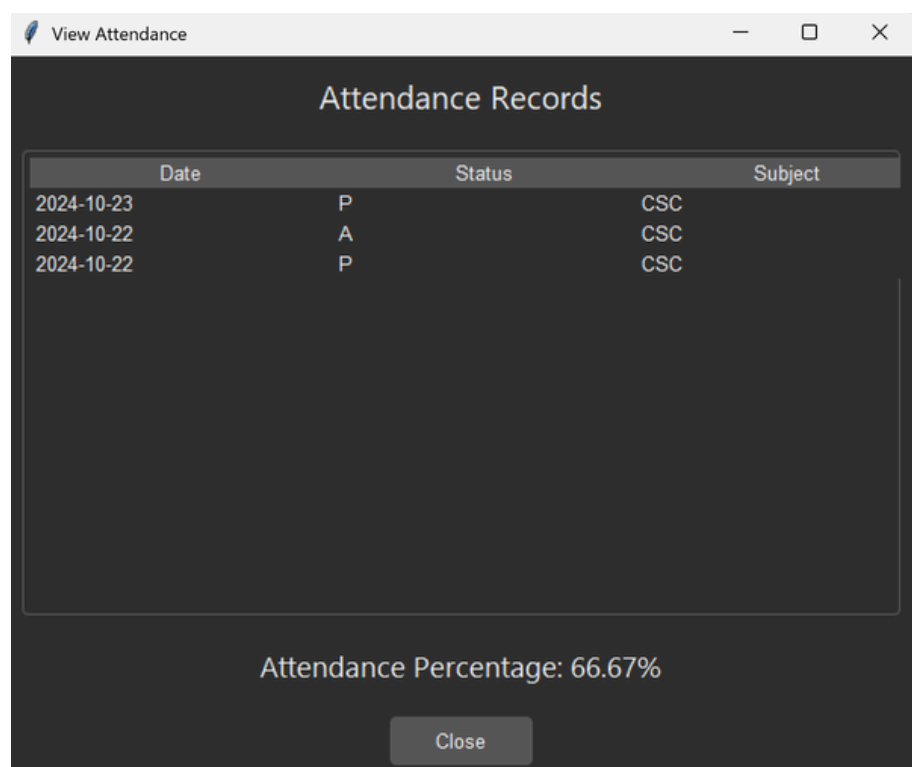 View Attendance
Attendance Records
Date Status Subject
2024-10-23 P CSC
2024-10-22 A CSC
2024-10-22 P CSC
Attendance Percentage: 66.67%
Close